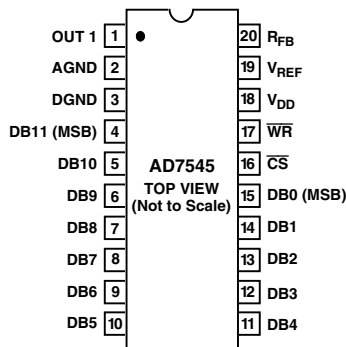 OUT 1 1 20 RFB
AGND 2 19 VREF
DGND 3 18 VDD
DB11 (MSB) 4 17 WR
DB10 5 16 CS
DB9 6 15 DB0 (MSB)
DB8 7 14 DB1
DB7 8 13 DB2
DB6 9 12 DB3
DB5 10 11 DB4
AD7545
TOP VIEW
(Not to Scale)